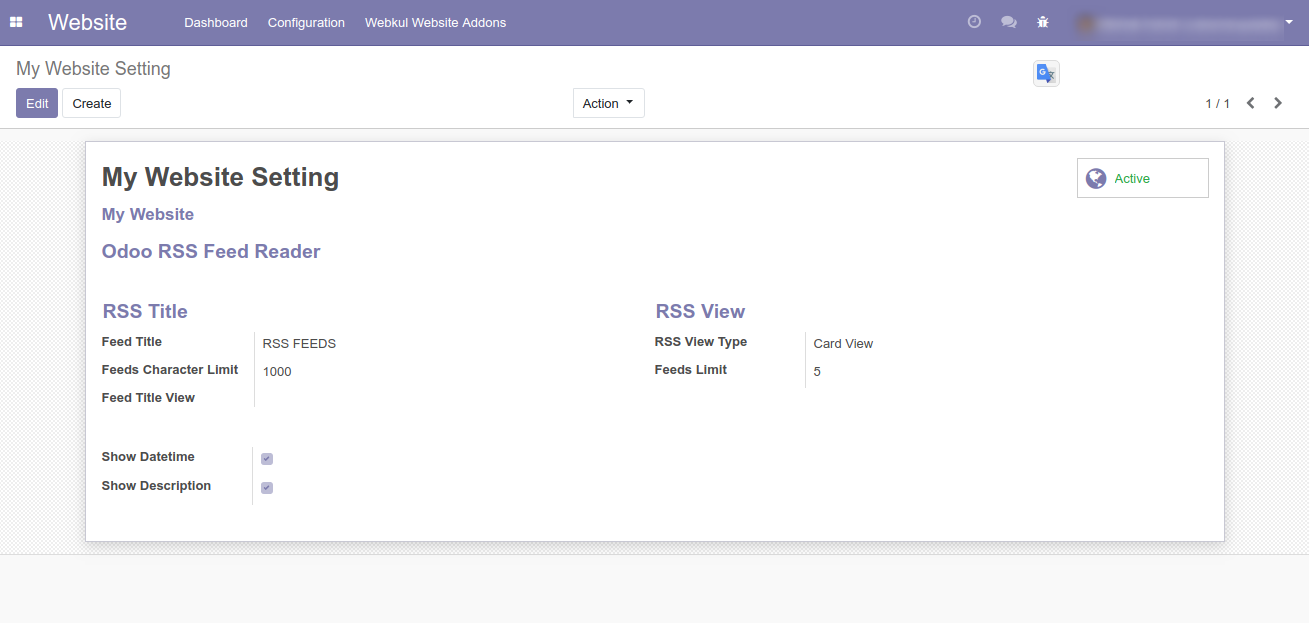 Website Dashboard Configuration Webkul Website Addons
My Website Setting
Edit Create Action 1 / 1
My Website Setting
Active
My Website
Odoo RSS Feed Reader
RSS Title RSS View
Feed Title RSS FEEDS RSS View Type Card View
Feeds Character Limit 1000 Feeds Limit 5
Feed Title View
Show Datetime
Show Description